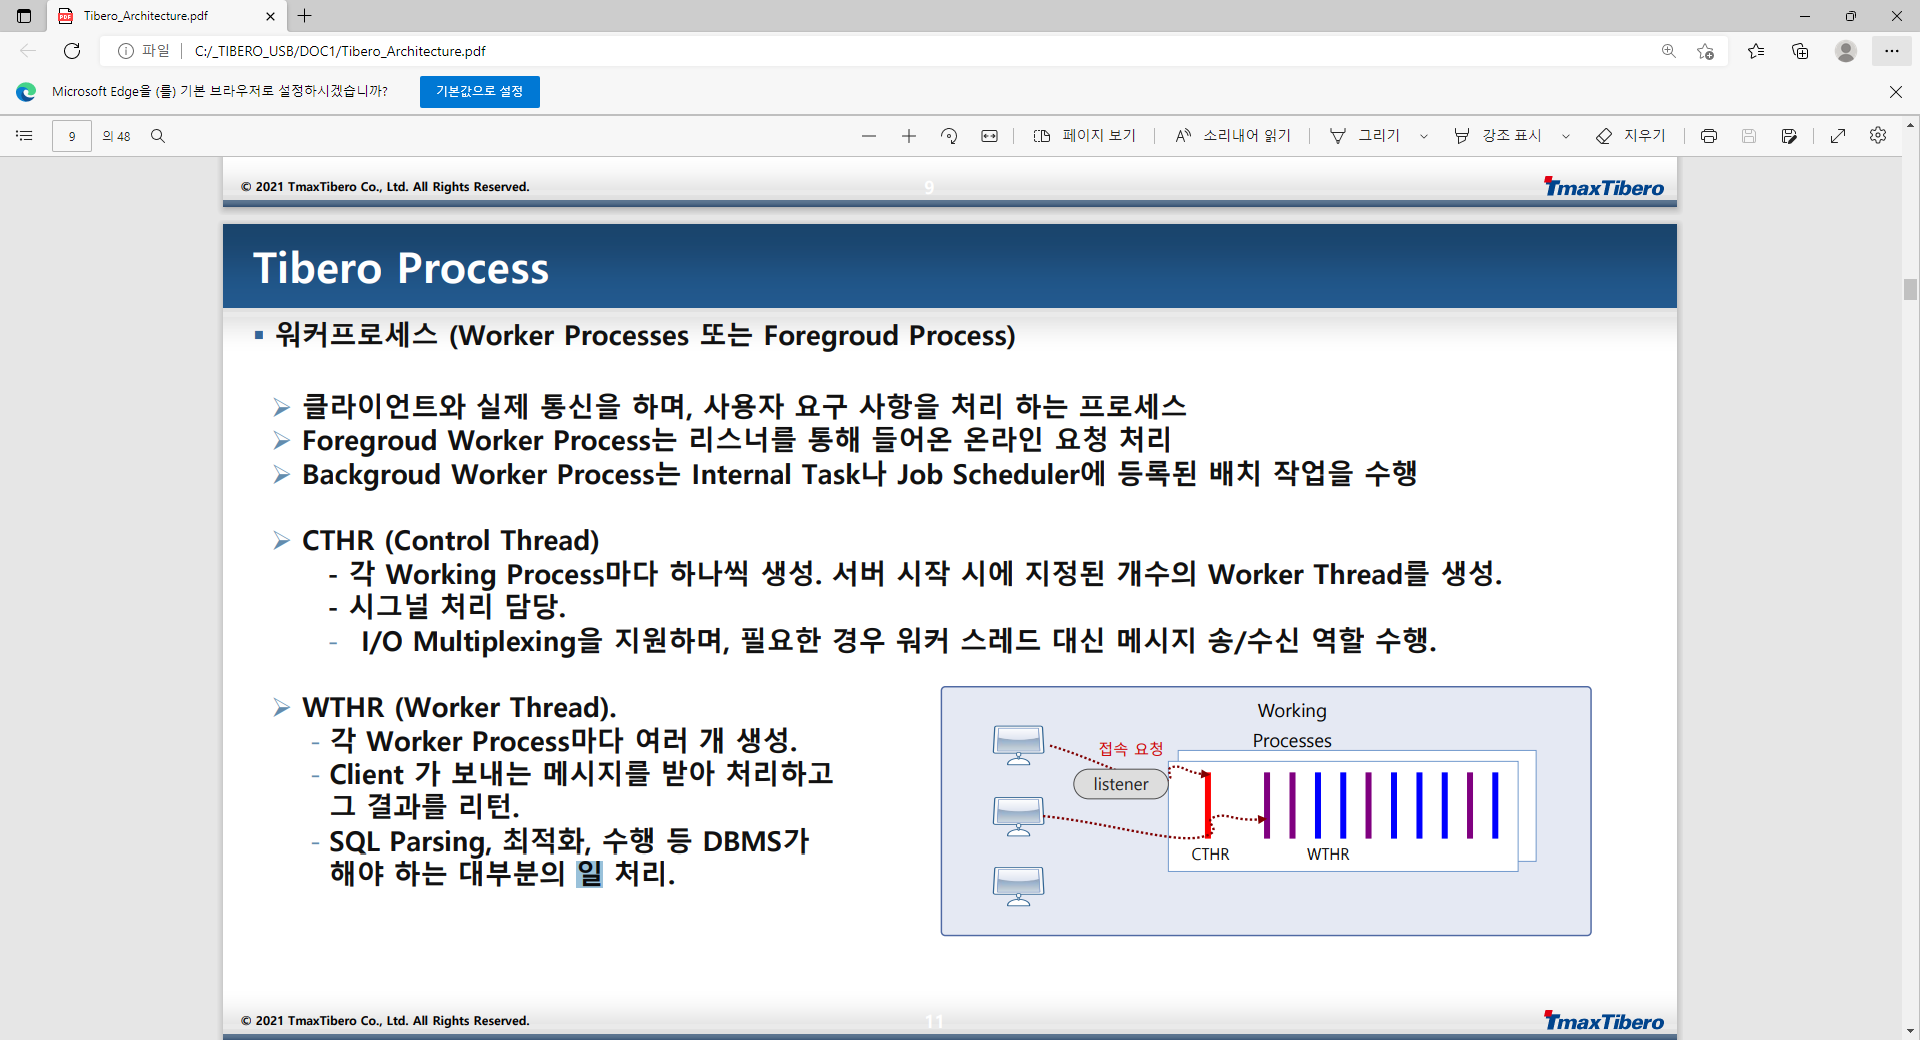 Tibero_Architecture.pdf
파일
C:/_TIBERO_USB/DOC1/Tibero_Architecture.pdf
Microsoft Edge을 (를) 기본 브라우저로 설정하시겠습니까?
기본값으로 설정
9
의 48
페이지 보기
소리내어 읽기
그리기
강조 표시
지우기
© 2021 TmaxTibero Co., Ltd. All Rights Reserved.
9
TmaxTibero
Tibero Process
워커프로세스 (Worker Processes 또는 Foregroud Process)
클라이언트와 실제 통신을 하며, 사용자 요구 사항을 처리 하는 프로세스
Foregroud Worker Process는 리스너를 통해 들어온 온라인 요청 처리
Backgroud Worker Process는 Internal Task나 Job Scheduler에 등록된 배치 작업을 수행
CTHR (Control Thread)
- 각 Working Process마다 하나씩 생성. 서버 시작 시에 지정된 개수의 Worker Thread를 생성.
- 시그널 처리 담당.
- I/O Multiplexing을 지원하며, 필요한 경우 워커 스레드 대신 메시지 송/수신 역할 수행.
WTHR (Worker Thread).
- 각 Worker Process마다 여러 개 생성.
- Client 가 보내는 메시지를 받아 처리하고
그 결과를 리턴.
- SQL Parsing, 최적화, 수행 등 DBMS가
해야 하는 대부분의 일 처리.
Working
Processes
접속 요청
listener
CTHR
WTHR
© 2021 TmaxTibero Co., Ltd. All Rights Reserved.
11
TmaxTibero